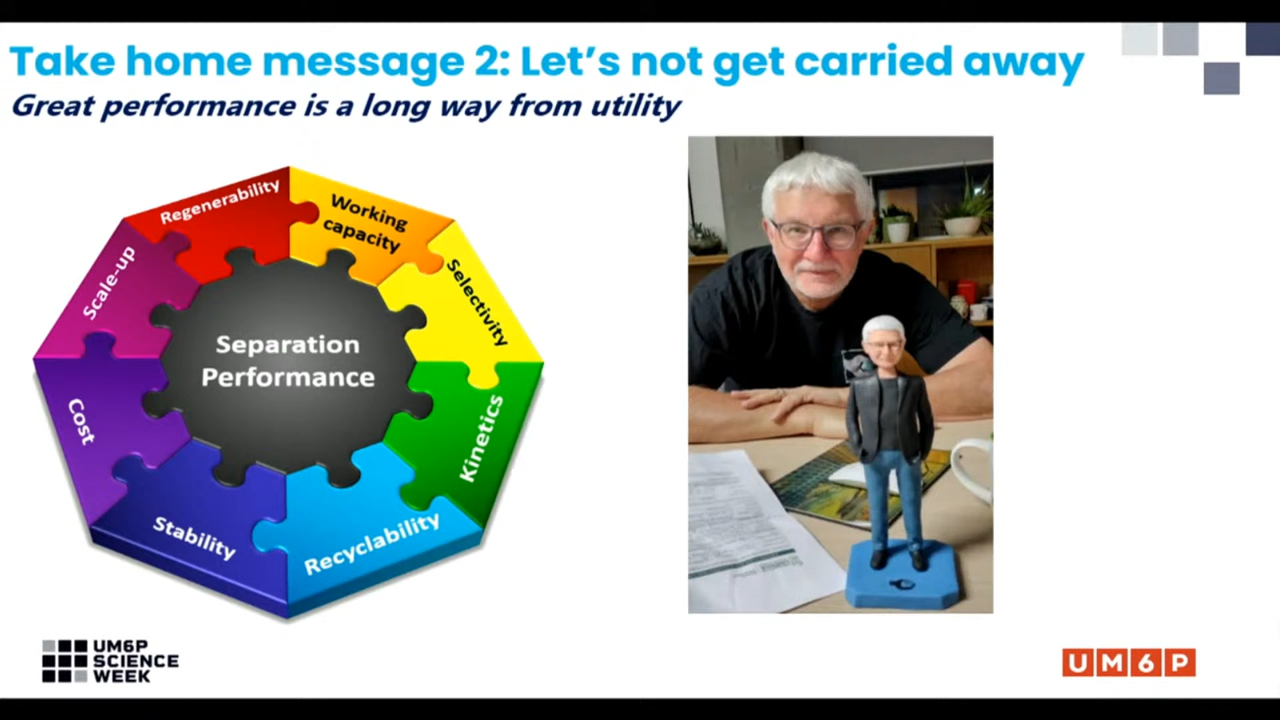 Take home message 2: Let's not get carried away
Great performance is a long way from utility
Regenerability
Working
capacity
Selectivity
Kinetics
Recyclability
Stability
Cost
Scale-up
Separation
Performance
UM6P
SCIENCE
WEEK
UM6P